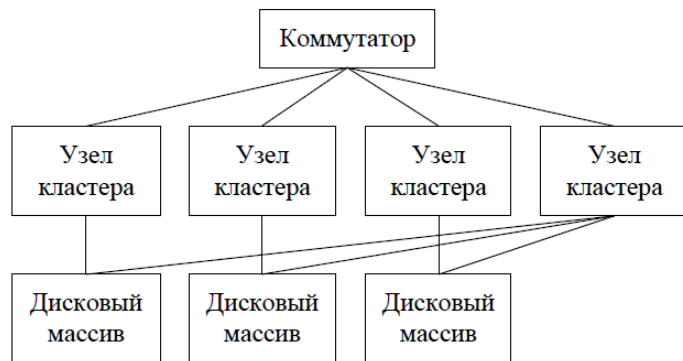 Коммутатор
Узел
кластера
Узел
кластера
Узел
кластера
Узел
кластера
Дисковый
массив
Дисковый
массив
Дисковый
массив